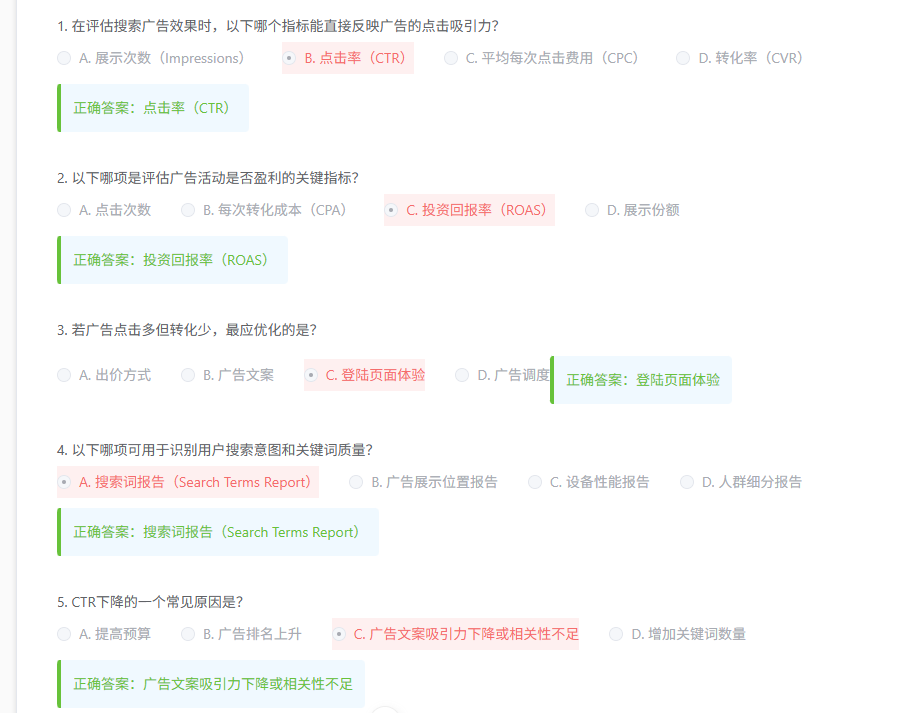 1. 在评估搜索广告效果时，以下哪个指标能直接反映广告的点击吸引力？
A. 展示次数（Impressions） B. 点击率（CTR） C. 平均每次点击费用（CPC） D. 转化率（CVR）
正确答案：点击率（CTR）
2. 以下哪项是评估广告活动是否盈利的关键指标？
A. 点击次数 B. 每次转化成本（CPA） C. 投资回报率（ROAS） D. 展示份额
正确答案：投资回报率（ROAS）
3. 若广告点击多但转化少，最应优化的是？
A. 出价方式 B. 广告文案 C. 登陆页面体验 D. 广告调度 正确答案：登陆页面体验
4. 以下哪项可用于识别用户搜索意图和关键词质量？
A. 搜索词报告（Search Terms Report） B. 广告展示位置报告 C. 设备性能报告 D. 人群细分报告
正确答案：搜索词报告（Search Terms Report）
5. CTR下降的一个常见原因是？
A. 提高预算 B. 广告排名上升 C. 广告文案吸引力下降或相关性不足 D. 增加关键词数量
正确答案：广告文案吸引力下降或相关性不足